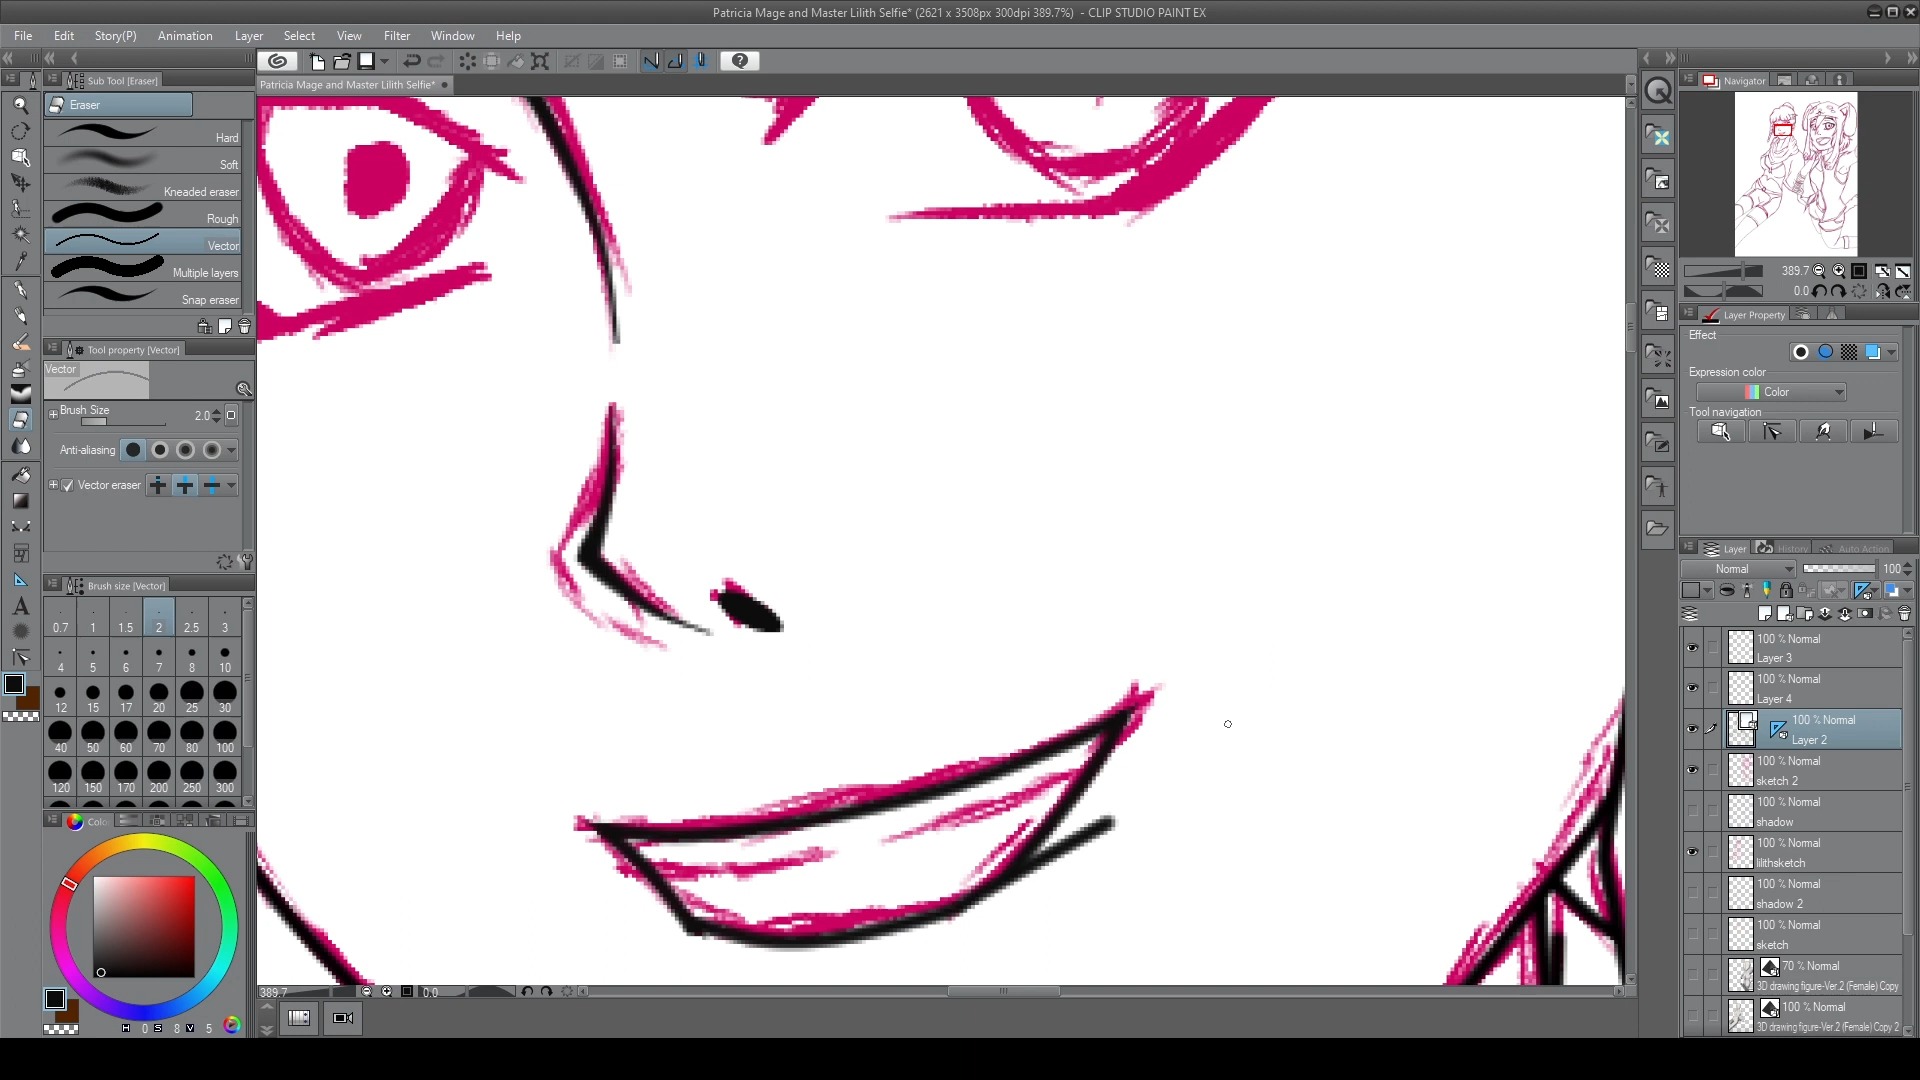 Patricia Mage and Master Lilith Selfie* (2621 x 3508px 300dpi 389.7%) - CLIP STUDIO PAINT EX
File Edit Story(P) Animation Layer Select View Filter Window Help
Sub Tool [Eraser]
Eraser
Hard
Soft
Kneaded eraser
Rough
Vector
Multiple layers
Snap eraser
Tool property [Vector]
Vector
Brush Size 2.0
Anti-aliasing
Vector eraser
Brush size [Vector]
0.7 1 1.5 2 2.5 3
4 5 6 7 8 10
12 15 17 20 25 30
40 50 60 70 80 100
120 150 170 200 250 300
Colo
H 0 S 8 V 5
Patricia Mage and Master Lilith Selfie*
389.7 0.0
Navigator
389.7
0.0
Layer Property
Effect
Expression color
Color
Tool navigation
Layer History Auto Action
Normal 100
100 % Normal
Layer 3
100 % Normal
Layer 4
100 % Normal
Layer 2
100 % Normal
sketch 2
100 % Normal
shadow
100 % Normal
lilithsketch
100 % Normal
shadow 2
100 % Normal
sketch
70 % Normal
3D drawing figure-Ver.2 (Female) Copy
100 % Normal
3D drawing figure-Ver.2 (Female) Copy 2